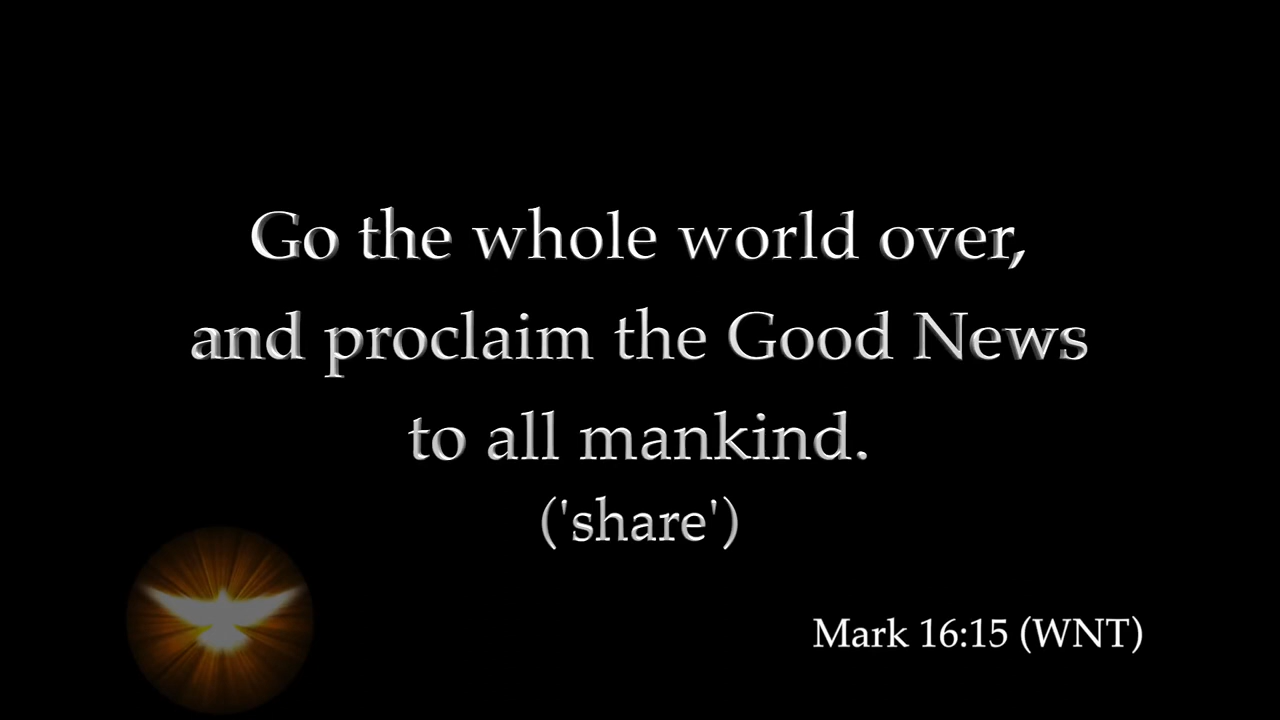 Go the whole world over,
and proclaim the Good News
to all mankind.
('share')
Mark 16:15 (WNT)